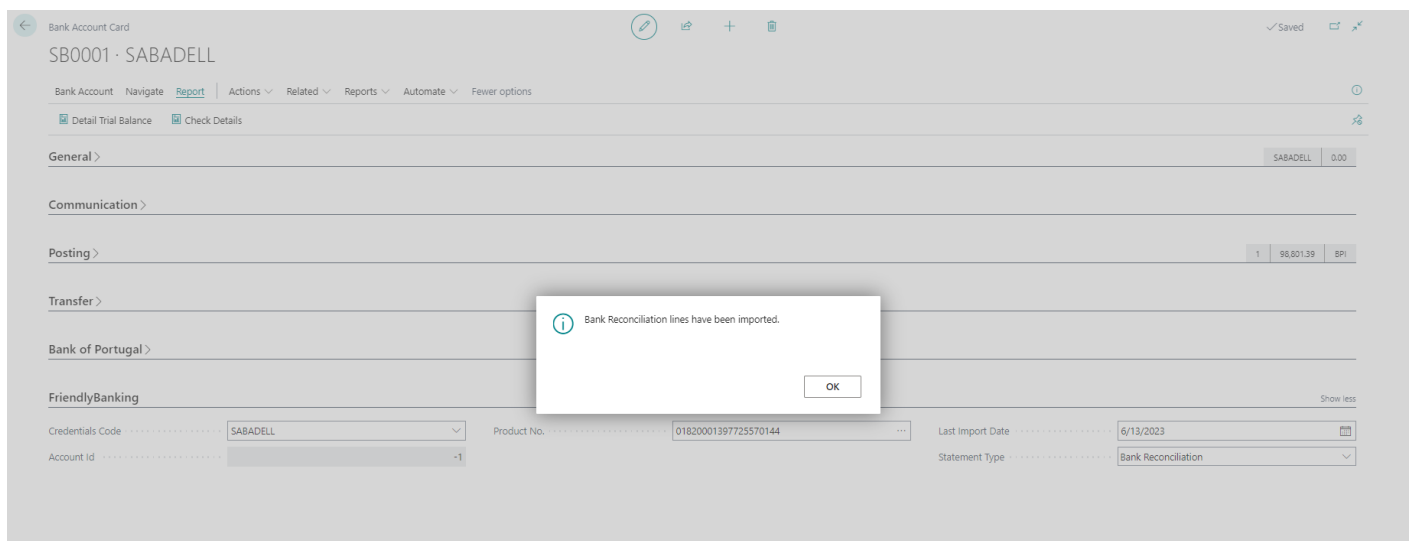 Bank Account Card
Saved
SB0001 · SABADELL
Bank Account Navigate Report Actions Related Reports Automate Fewer options
Detail Trial Balance Check Details
General
SABADELL 0.00
Communication
Posting
1 98,801.39 BPI
Transfer
Bank Reconciliation lines have been imported.
Bank of Portugal
OK
FriendlyBanking
Show less
Credentials Code SABADELL Product No. 01820001397725570144 Last Import Date 6/13/2023
Account Id -1 Statement Type Bank Reconciliation